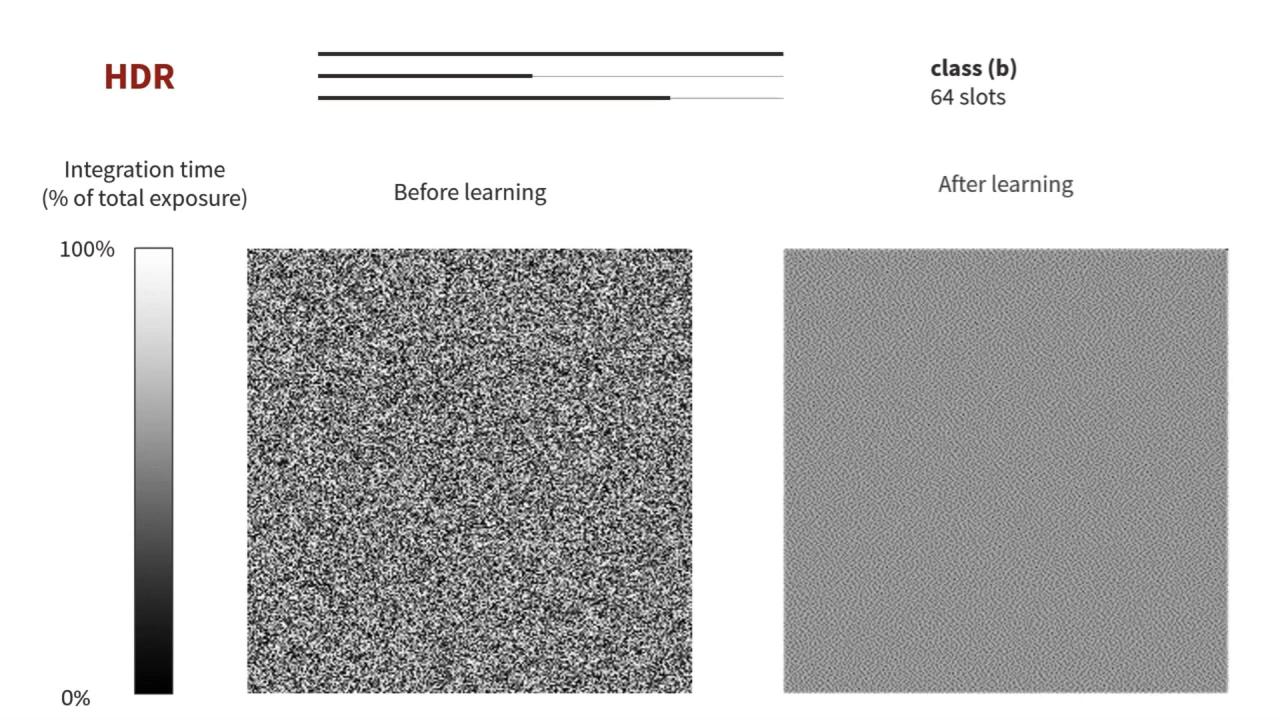 HDR
class (b)
64 slots
Integration time
(% of total exposure)
Before learning
After learning
100%
0%